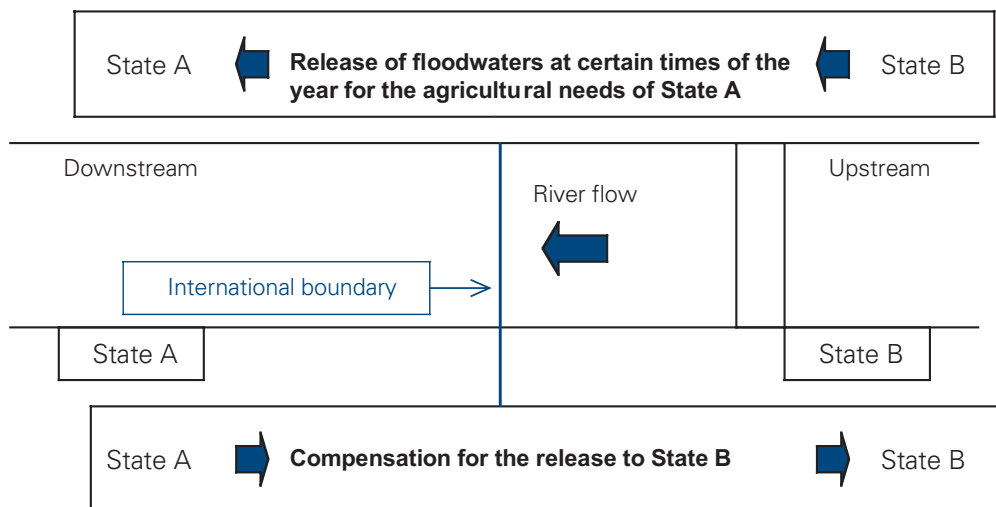 State A
Release of floodwaters at certain times of the
year for the agricultural needs of State A
State B
Downstream
Upstream
River flow
International boundary
State A
State B
State A
Compensation for the release to State B
State B